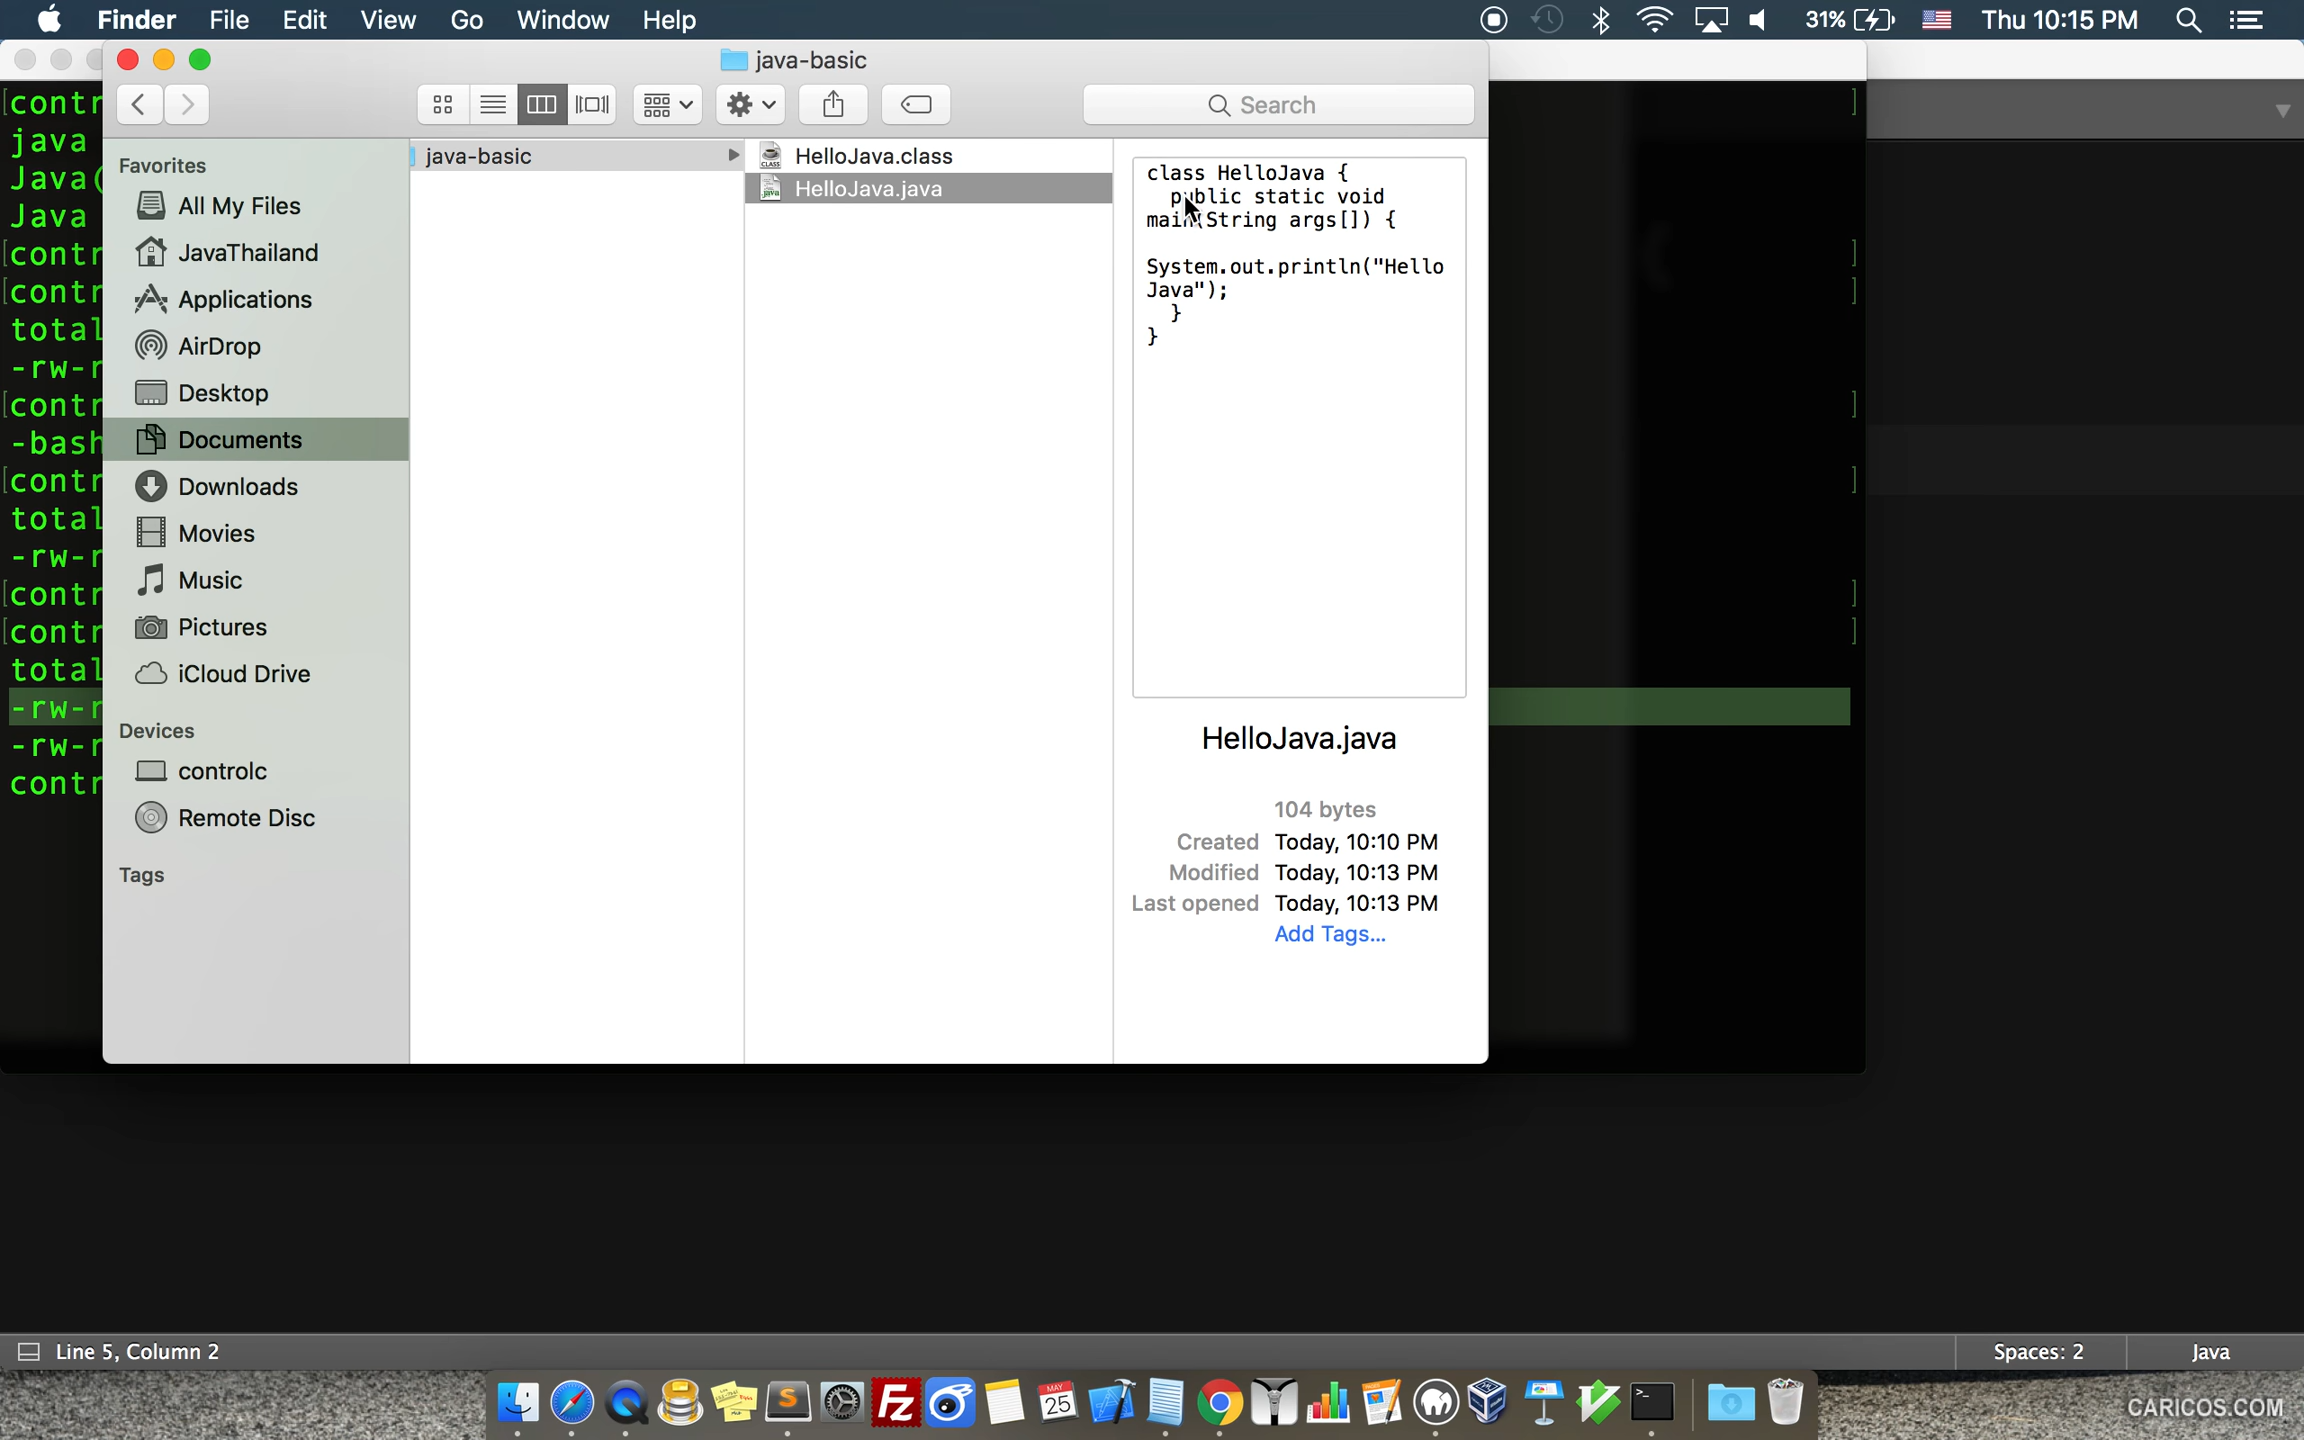 Finder File Edit View Go Window Help
31% Thu 10:15 PM
java-basic
Search
[contr
java
Java(
Java
[contr
[contr
total
-rw-r
[contr
-bash
[contr
total
-rw-r
[contr
[contr
total
-rw-r
-rw-r
contr
Favorites
All My Files
JavaThailand
Applications
AirDrop
Desktop
Documents
Downloads
Movies
Music
Pictures
iCloud Drive
Devices
controlc
Remote Disc
Tags
java-basic
HelloJava.class
HelloJava.java
class HelloJava {
public static void
main(String args[]) {
System.out.println("Hello
Java");
}
}
HelloJava.java
104 bytes
Created Today, 10:10 PM
Modified Today, 10:13 PM
Last opened Today, 10:13 PM
Add Tags...
]
]
]
]
]
]
]
Line 5, Column 2
Spaces: 2
Java
MAY
25
CARICOS.COM